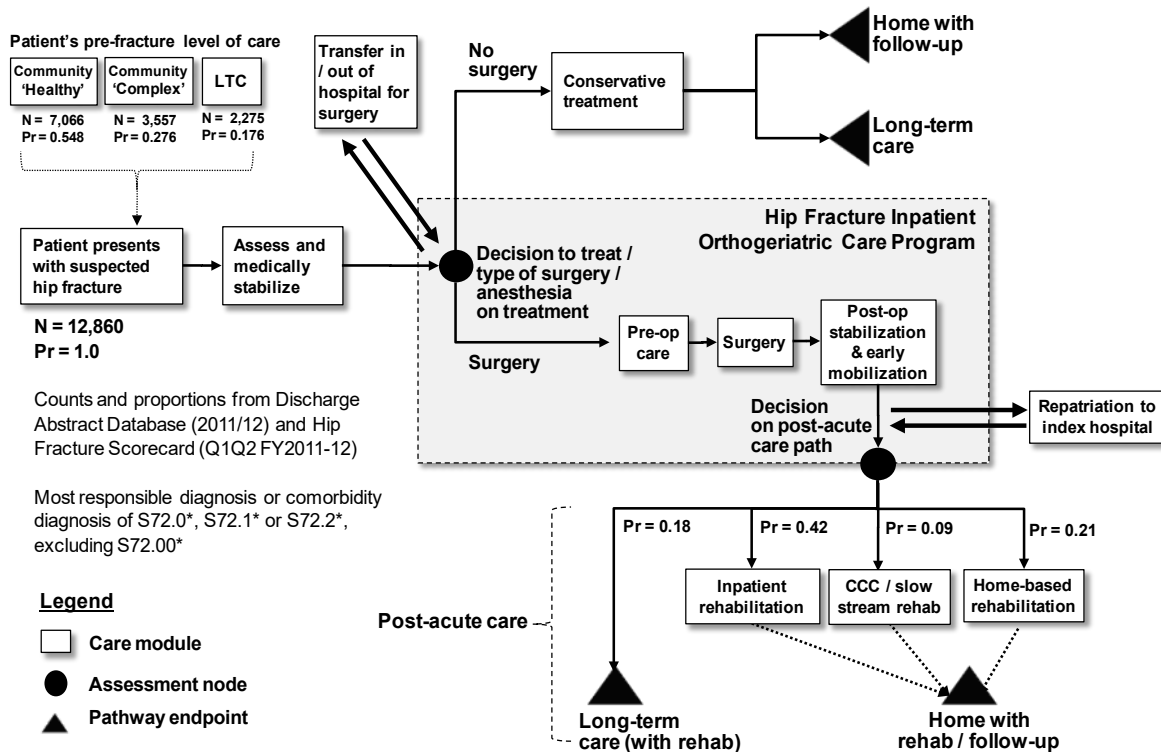 Patient's pre-fracture level of care
Community
'Healthy'
Community
'Complex'
LTC
N = 7,066
Pr = 0.548
N = 3,557
Pr = 0.276
N = 2,275
Pr = 0.176
Transfer in
/ out of
hospital for
surgery
No
surgery
Conservative
treatment
Home with
follow-up
Long-term
care
Patient presents
with suspected
hip fracture
Assess and
medically
stabilize
N = 12,860
Pr = 1.0
Hip Fracture Inpatient
Orthogeriatric Care Program
Decision to treat /
type of surgery /
anesthesia
on treatment
Surgery
Pre-op
care
Surgery
Post-op
stabilization
& early
mobilization
Decision
on post-acute
care path
Repatriation to
index hospital
Counts and proportions from Discharge
Abstract Database (2011/12) and Hip
Fracture Scorecard (Q1Q2 FY2011-12)
Most responsible diagnosis or comorbidity
diagnosis of S72.0*, S72.1* or S72.2*,
excluding S72.00*
Legend
Care module
Assessment node
Pathway endpoint
Post-acute care
Pr = 0.18
Pr = 0.42
Pr = 0.09
Pr = 0.21
Inpatient
rehabilitation
CCC / slow
stream rehab
Home-based
rehabilitation
Long-term
care (with rehab)
Home with
rehab / follow-up